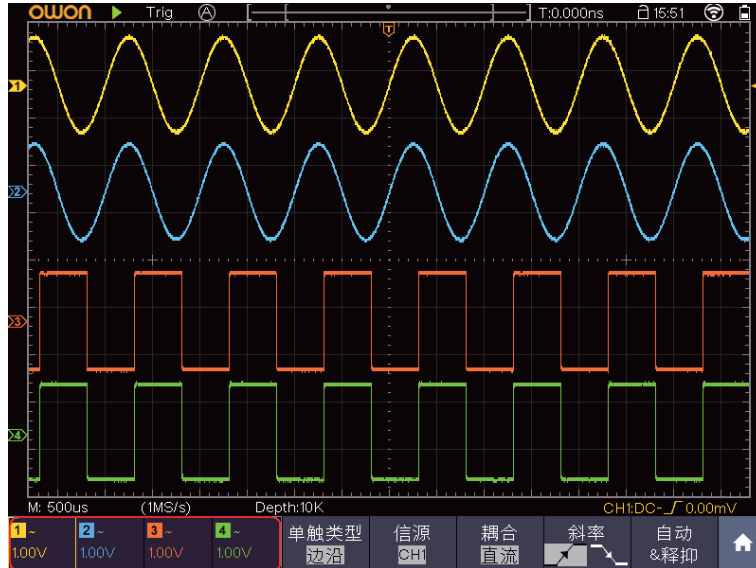 OWON Trig A T:0.000ns 15:51
T
1
2
3
4
M: 500us (1MS/s) Depth:10K CH1:DC- 0.00mV
1 ~ 2 ~ 3 ~ 4 ~ 单触类型 信源 耦合 斜率 自动
1.00V 1.00V 1.00V 1.00V 边沿 CH1 直流 &释抑